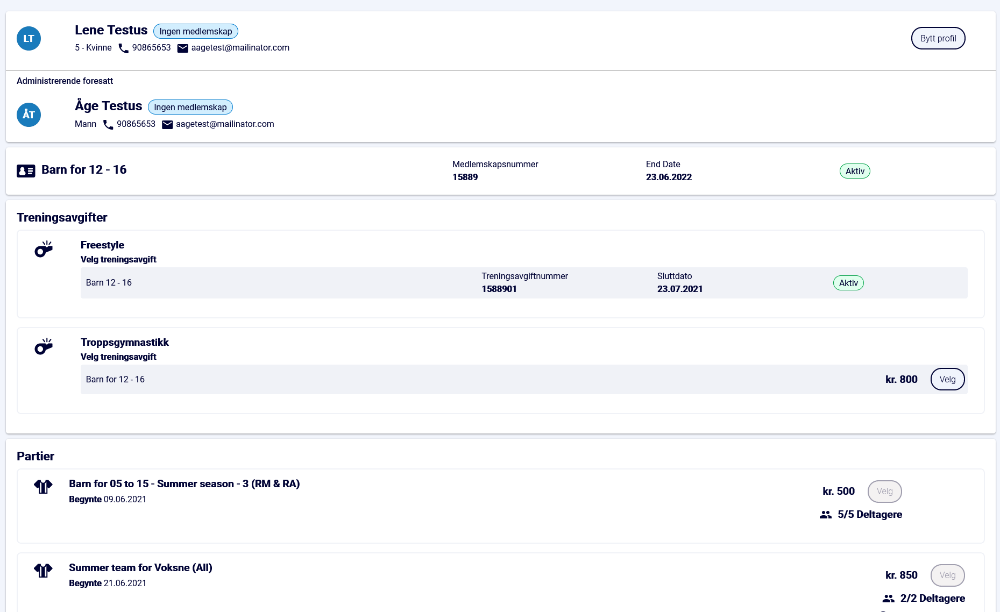 LT
Lene Testus Ingen medlemskap
5 - Kvinne 90865653 aagetest@mailinator.com
Bytt profil
Administrerende foresatt
ÅT
Åge Testus Ingen medlemskap
Mann 90865653 aagetest@mailinator.com
Barn for 12 - 16
Medlemskapsnummer
15889
End Date
23.06.2022
Aktiv
Treningsavgifter
Freestyle
Velg treningsavgift
Barn 12 - 16
Treningsavgiftnummer
1588901
Sluttdato
23.07.2021
Aktiv
Troppsgymnastikk
Velg treningsavgift
Barn for 12 - 16
kr. 800 Velg
Partier
Barn for 05 to 15 - Summer season - 3 (RM & RA)
Begynte 09.06.2021
kr. 500 Velg
5/5 Deltagere
Summer team for Voksne (All)
Begynte 21.06.2021
kr. 850 Velg
2/2 Deltagere